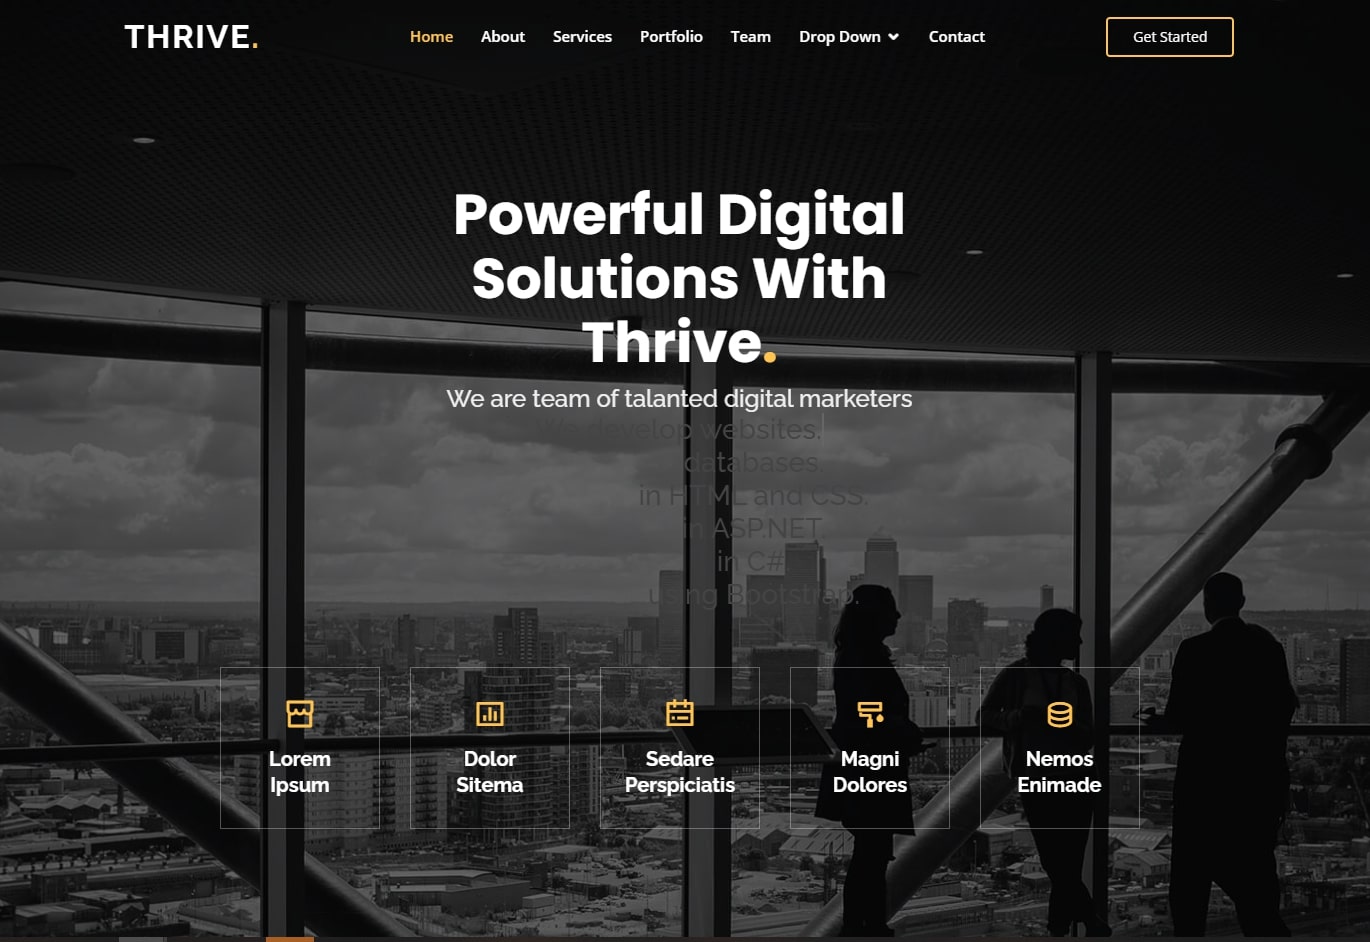 THRIVE.
Home About Services Portfolio Team Drop Down Contact
Get Started
Powerful Digital
Solutions With
Thrive.
We are team of talanted digital marketers
We develop websites.
databases.
in HTML and CSS.
in ASP.NET.
in C#
using Bootstrap.
Lorem
Ipsum
Dolor
Sitema
Sedare
Perspiciatis
Magni
Dolores
Nemos
Enimade